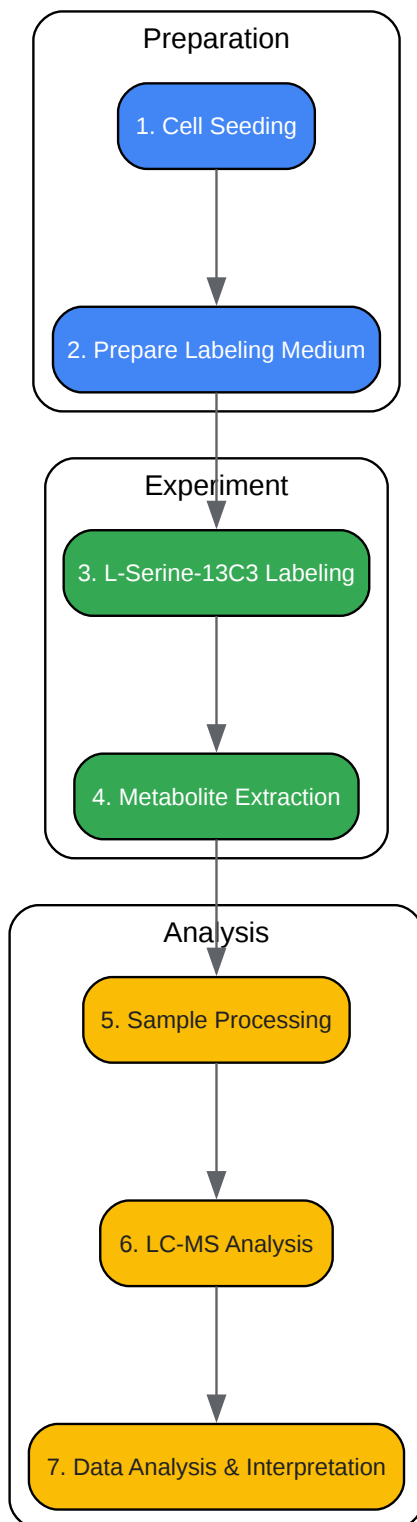 Preparation
1. Cell Seeding
2. Prepare Labeling Medium
Experiment
3. L-Serine-13C3 Labeling
4. Metabolite Extraction
Analysis
5. Sample Processing
6. LC-MS Analysis
7. Data Analysis & Interpretation